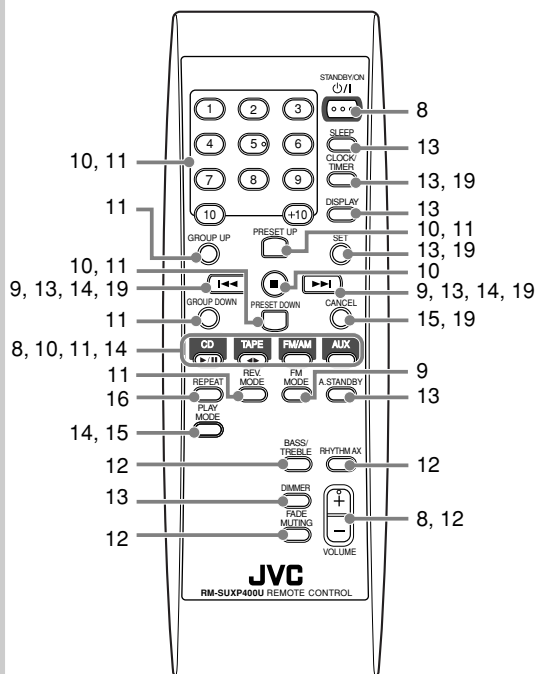 STANDBY/ON
⏻/I
1 2 3
8
SLEEP
4 5 6
13
CLOCK/
TIMER
10, 11
7 8 9
13, 19
DISPLAY
11
10 +10
13
GROUP UP
PRESET UP
10, 11
SET
13, 19
10, 11
10
9, 13, 14, 19
9, 13, 14, 19
GROUP DOWN
PRESET DOWN
CANCEL
11
15, 19
8, 10, 11, 14
CD TAPE FM/AM AUX
11
REPEAT
REV.
MODE
FM
MODE
A.STANDBY
9
16
13
PLAY
MODE
14, 15
BASS/
TREBLE
RHYTHM AX
12
12
DIMMER
13
+
FADE
MUTING
8, 12
12
–
VOLUME
JVC
RM-SUXP400U REMOTE CONTROL